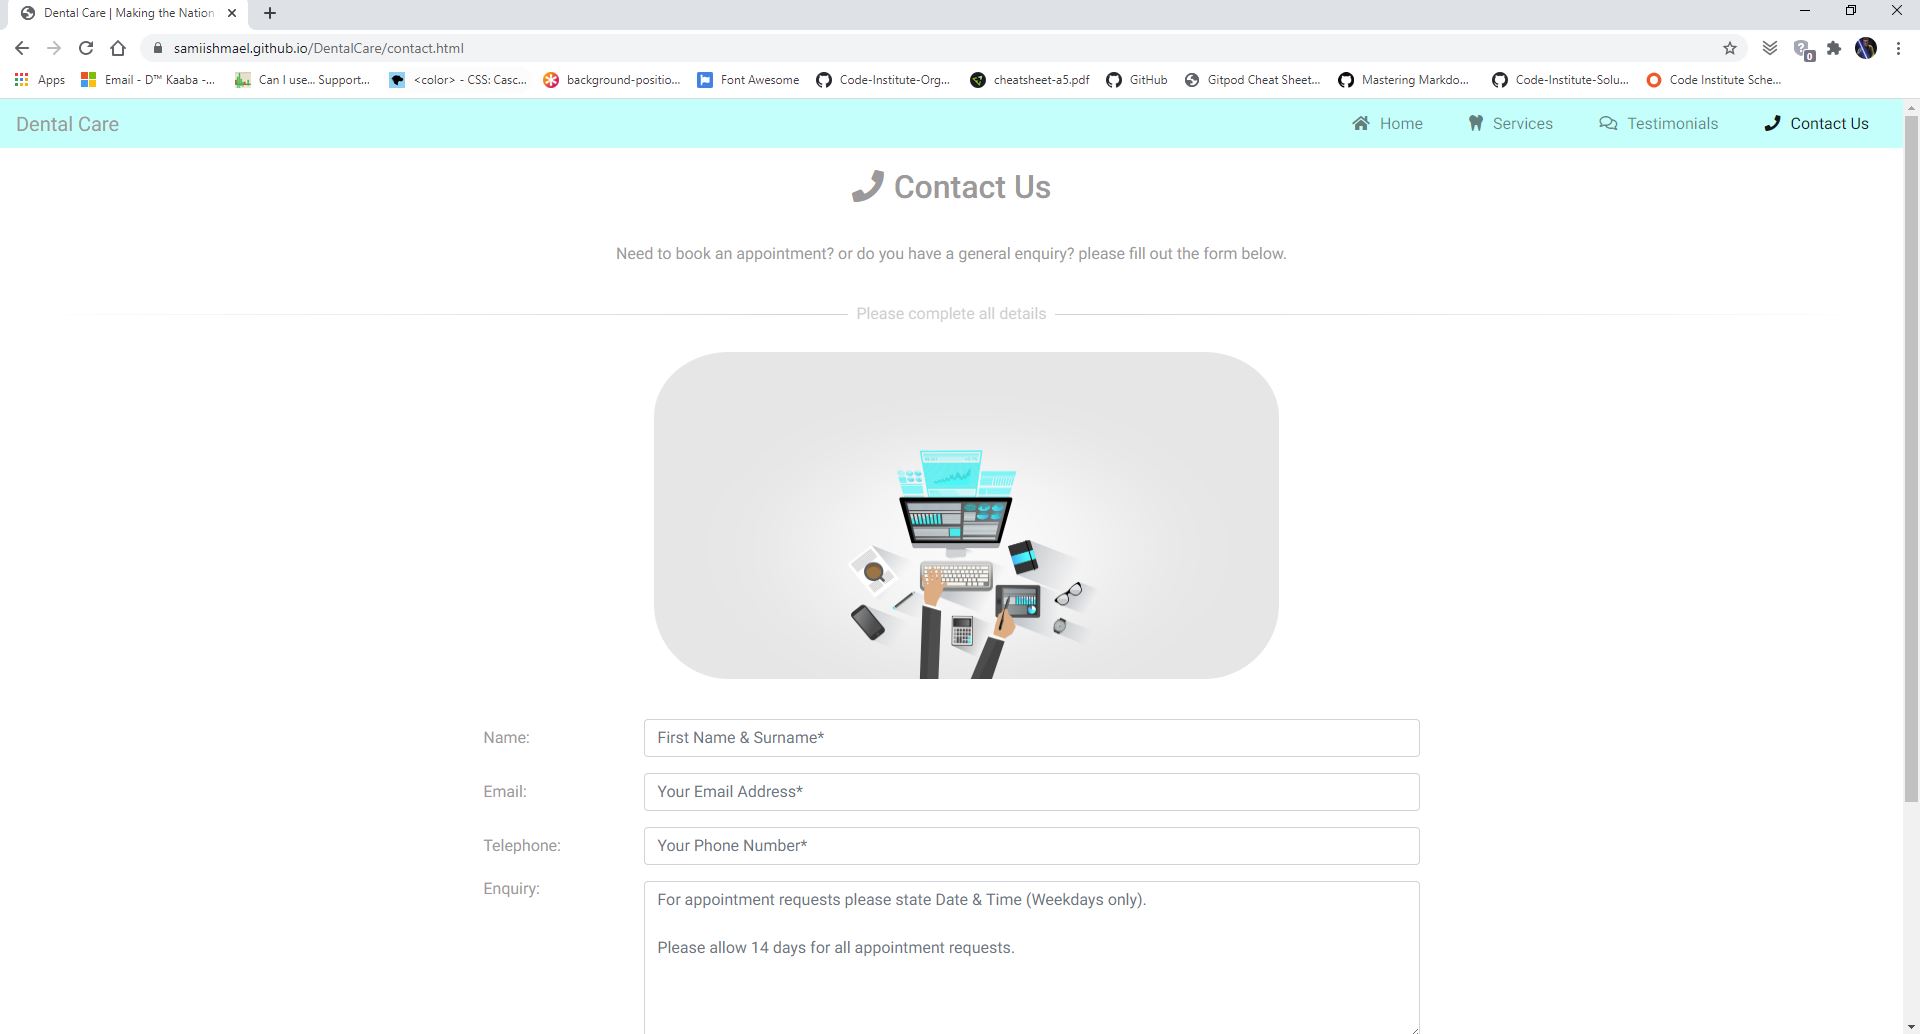 Dental Care | Making the Nation
samiishmael.github.io/DentalCare/contact.html
0
Apps
Email - D™ Kaaba -...
Can I use... Support...
<color> - CSS: Casc...
background-positio...
Font Awesome
Code-Institute-Org...
cheatsheet-a5.pdf
GitHub
Gitpod Cheat Sheet...
Mastering Markdo...
Code-Institute-Solu...
Code Institute Sche...
Dental Care
Home
Services
Testimonials
Contact Us
Contact Us
Need to book an appointment? or do you have a general enquiry? please fill out the form below.
Please complete all details
Name:
First Name & Surname*
Email:
Your Email Address*
Telephone:
Your Phone Number*
Enquiry:
For appointment requests please state Date & Time (Weekdays only).
Please allow 14 days for all appointment requests.